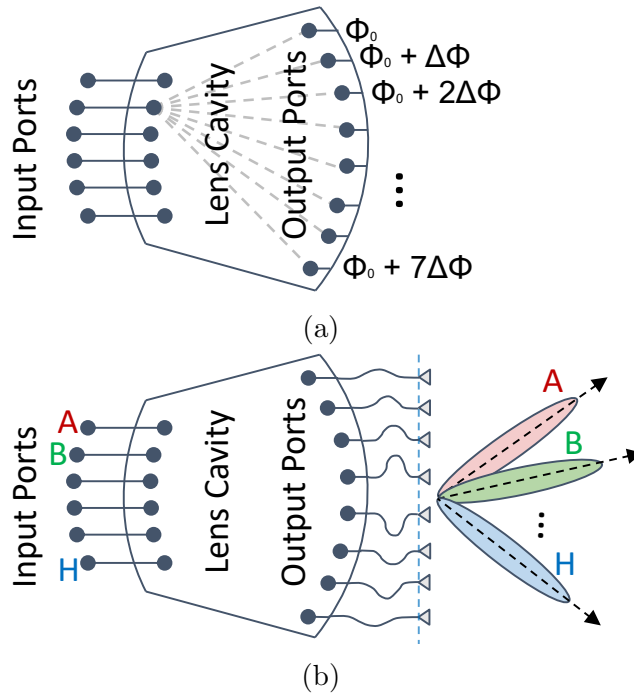 Input Ports
Lens Cavity
Output Ports
Φ₀
Φ₀ + ΔΦ
Φ₀ + 2ΔΦ
...
Φ₀ + 7ΔΦ
(a)
Input Ports
A
B
H
Lens Cavity
Output Ports
A
B
...
H
(b)